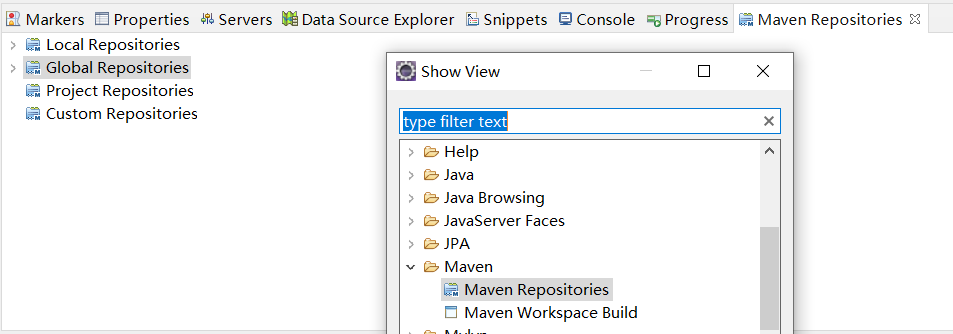 Markers Properties Servers Data Source Explorer Snippets Console Progress Maven Repositories
Local Repositories
Global Repositories
Project Repositories
Custom Repositories
Show View
type filter text
Help
Java
Java Browsing
JavaServer Faces
JPA
Maven
Maven Repositories
Maven Workspace Build
Mylyn